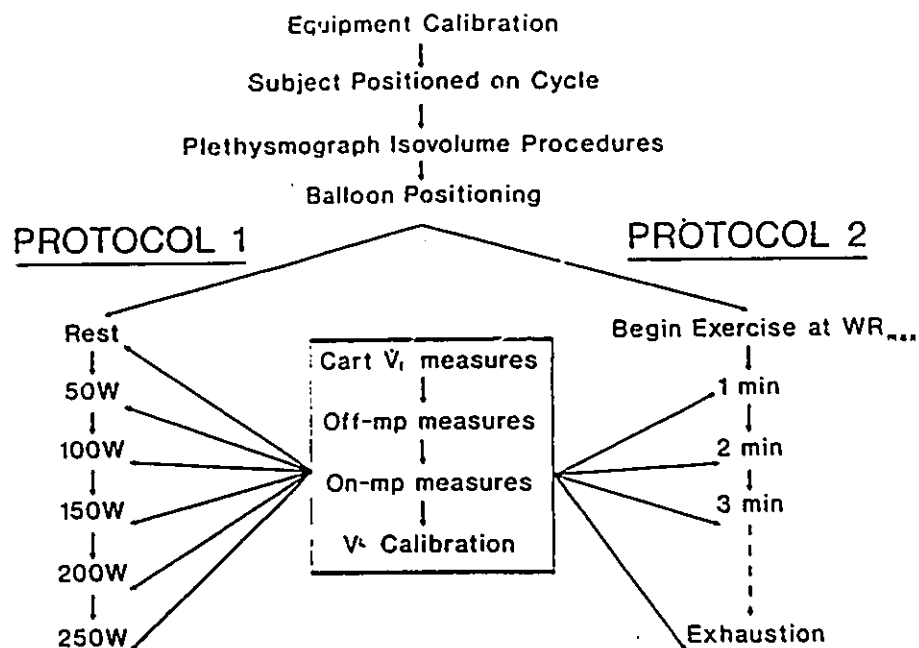 Equipment Calibration
Subject Positioned on Cycle
Plethysmograph Isovolume Procedures
Balloon Positioning
PROTOCOL 1
PROTOCOL 2
Rest
50W
100W
150W
200W
250W
Cart measures
Off-mp measures
On-mp measures
Calibration
Begin Exercise at WRmax
1 min
2 min
3 min
Exhaustion